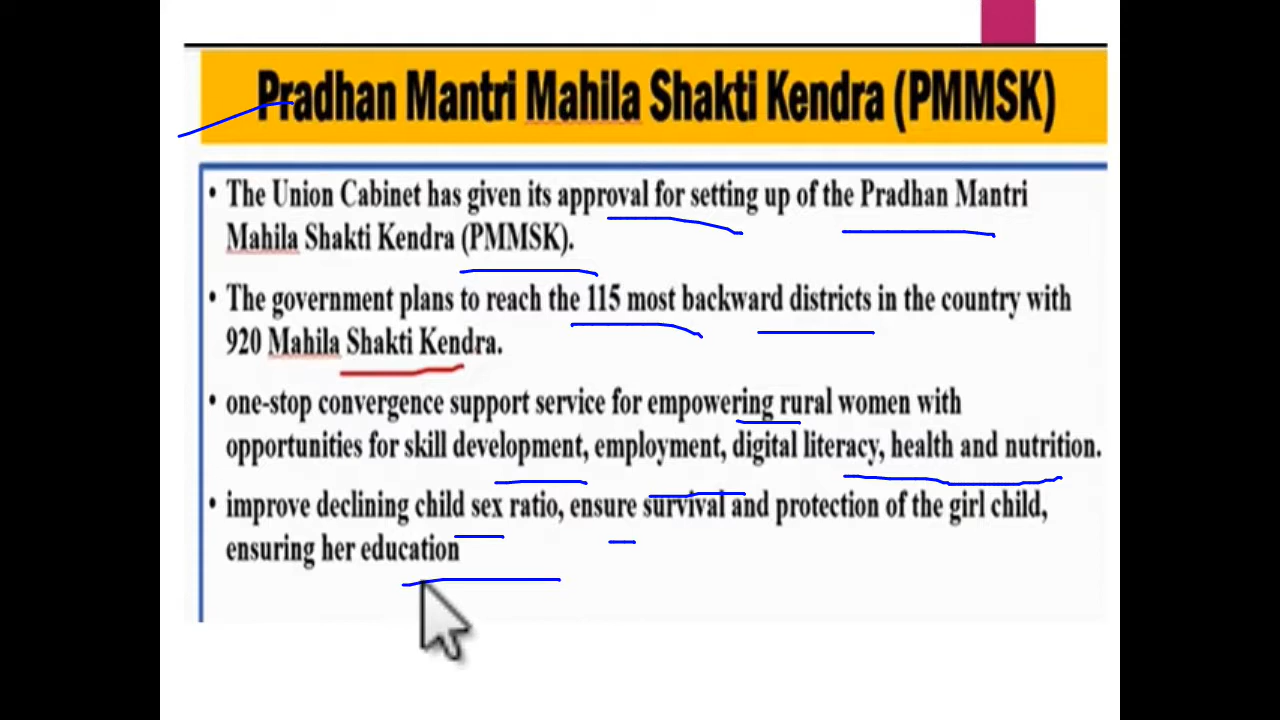 Pradhan Mantri Mahila Shakti Kendra (PMMSK)
• The Union Cabinet has given its approval for setting up of the Pradhan Mantri
Mahila Shakti Kendra (PMMSK).
• The government plans to reach the 115 most backward districts in the country with
920 Mahila Shakti Kendra.
• one-stop convergence support service for empowering rural women with
opportunities for skill development, employment, digital literacy, health and nutrition.
• improve declining child sex ratio, ensure survival and protection of the girl child,
ensuring her education